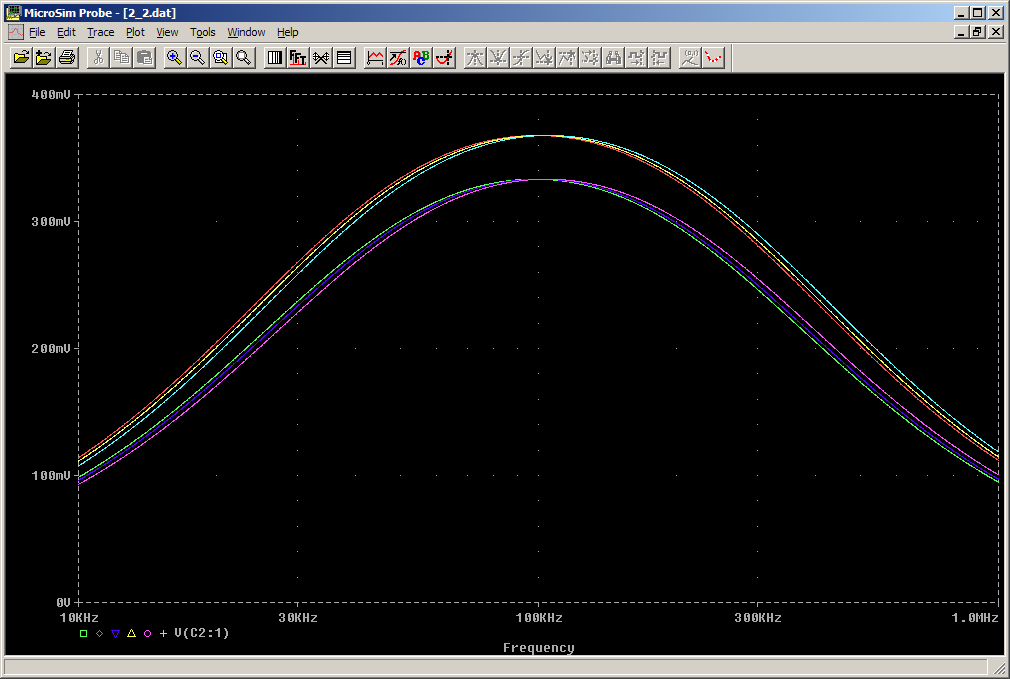 MicroSim Probe - [2_2.dat]
File Edit Trace Plot View Tools Window Help
400mV
300mV
200mV
100mV
0V
10KHz 30KHz 100KHz 300KHz 1.0MHz
V(C2:1)
Frequency